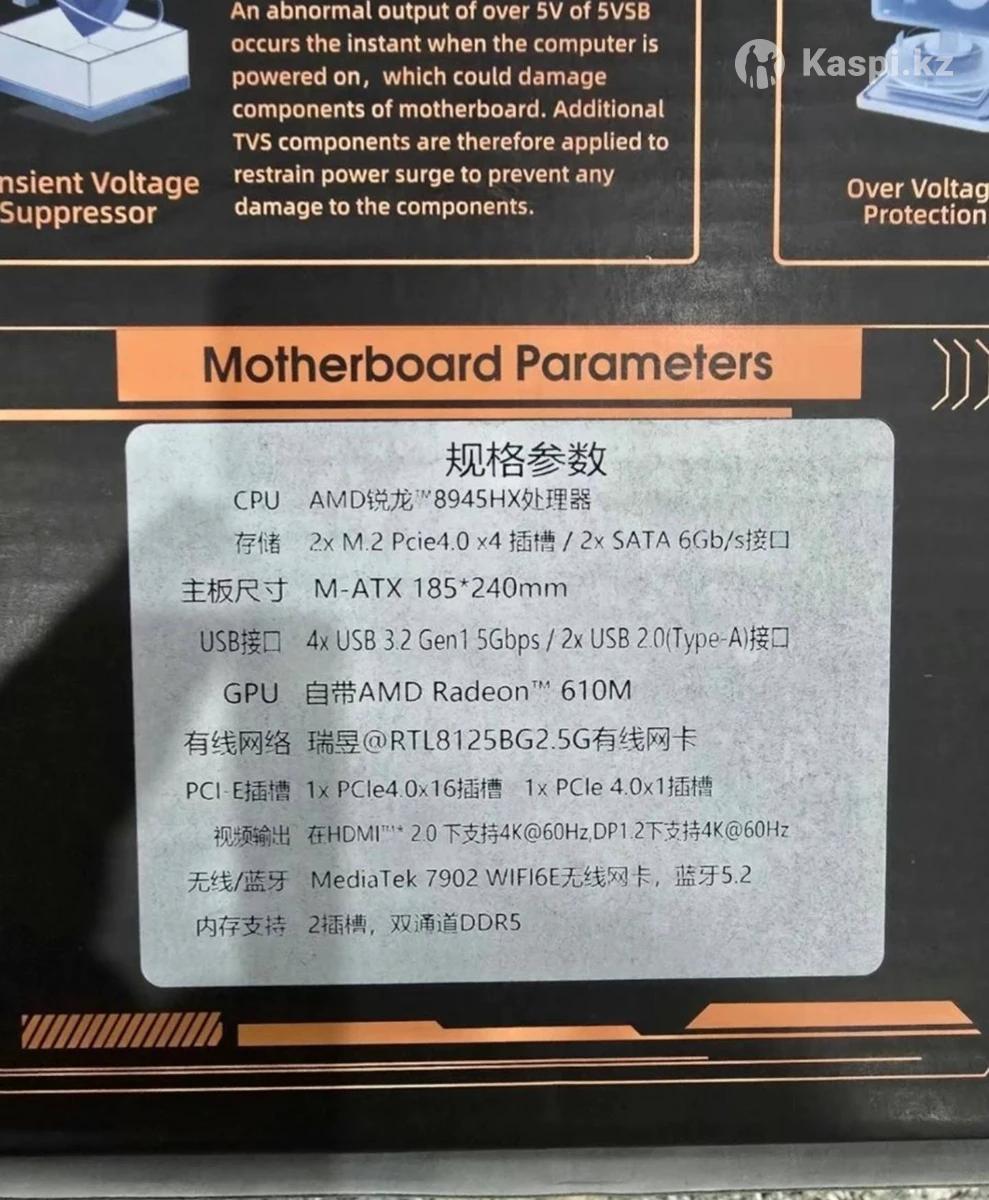 An abnormal output of over 5V of 5VSB
occurs the instant when the computer is
powered on, which could damage
components of motherboard. Additional
TVS components are therefore applied to
restrain power surge to prevent any
damage to the components.
nsient Voltage
Suppressor
Kaspi.kz
Over Voltag
Protection
Motherboard Parameters
规格参数
CPU AMD锐龙™8945HX处理器
存储 2x M.2 Pcie4.0 x4 插槽 / 2x SATA 6Gb/s接口
主板尺寸 M-ATX 185*240mm
USB接口 4x USB 3.2 Gen1 5Gbps / 2x USB 2.0(Type-A)接口
GPU 自带AMD Radeon™ 610M
有线网络 瑞昱@RTL8125BG2.5G有线网卡
PCI-E插槽 1x PCIe4.0x16插槽 1x PCIe 4.0x1插槽
视频输出 在HDMI™* 2.0 下支持4K@60Hz,DP1.2下支持4K@60Hz
无线/蓝牙 MediaTek 7902 WIFI6E无线网卡，蓝牙5.2
内存支持 2插槽，双通道DDR5